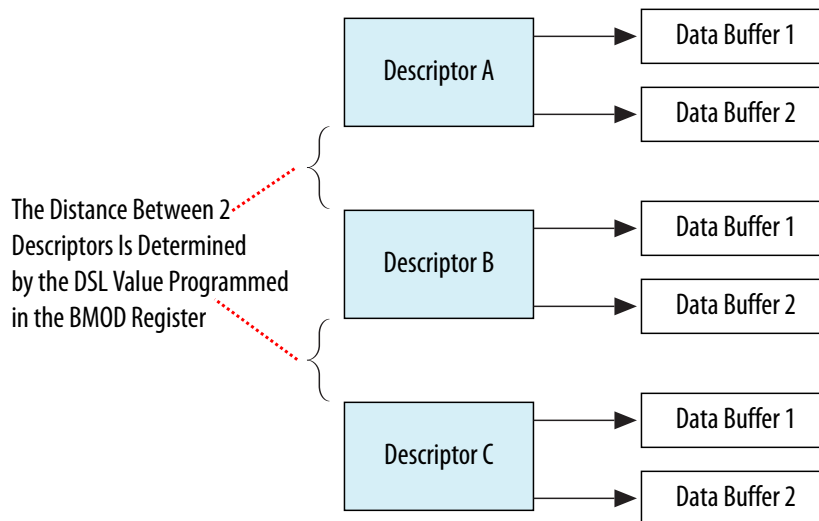 Descriptor A
Data Buffer 1
Data Buffer 2
The Distance Between 2
Descriptors Is Determined
by the DSL Value Programmed
in the BMOD Register
Descriptor B
Data Buffer 1
Data Buffer 2
Descriptor C
Data Buffer 1
Data Buffer 2